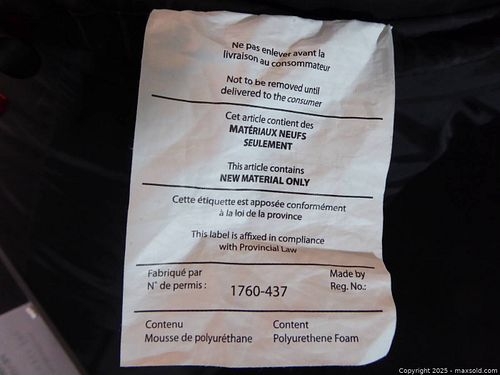 Ne pas enlever avant la
livraison au consommateur
Not to be removed until
delivered to the consumer
Cet article contient des
MATÉRIAUX NEUFS
SEULEMENT
This article contains
NEW MATERIAL ONLY
Cette étiquette est apposée conformément
à la loi de la province
This label is affixed in compliance
with Provincial Law
Fabriqué par Made by
N° de permis : 1760-437 Reg. No.:
Contenu Content
Mousse de polyuréthane Polyurethene Foam
Copyright 2025 - maxsold.com